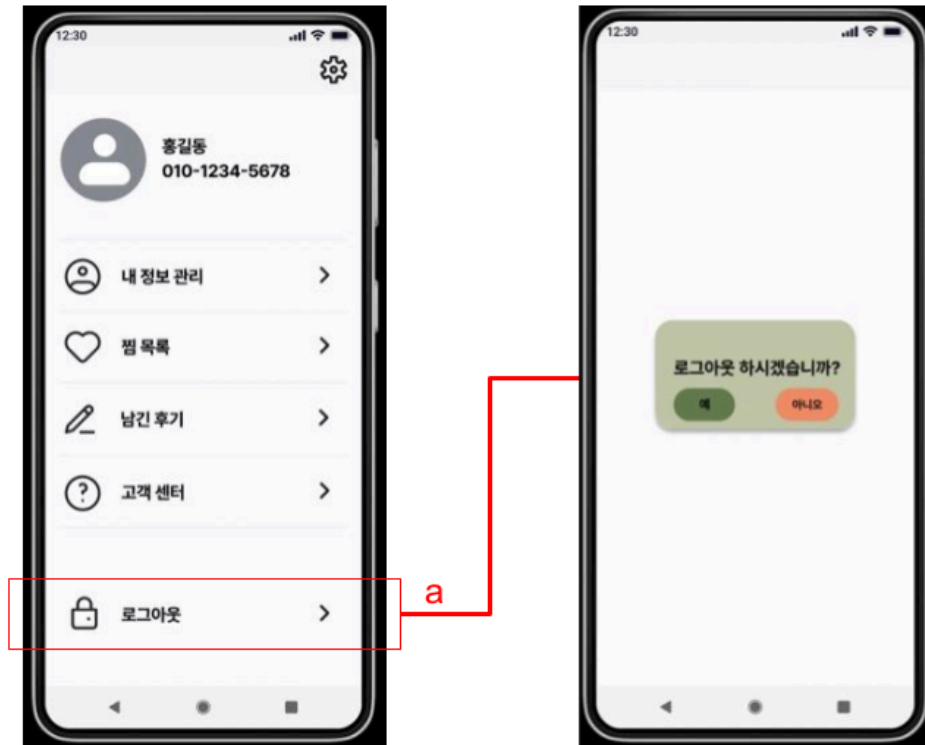 12:30
홍길동
010-1234-5678
내 정보 관리
찜 목록
남긴 후기
고객 센터
로그아웃
a
12:30
로그아웃 하시겠습니까?
예
아니오